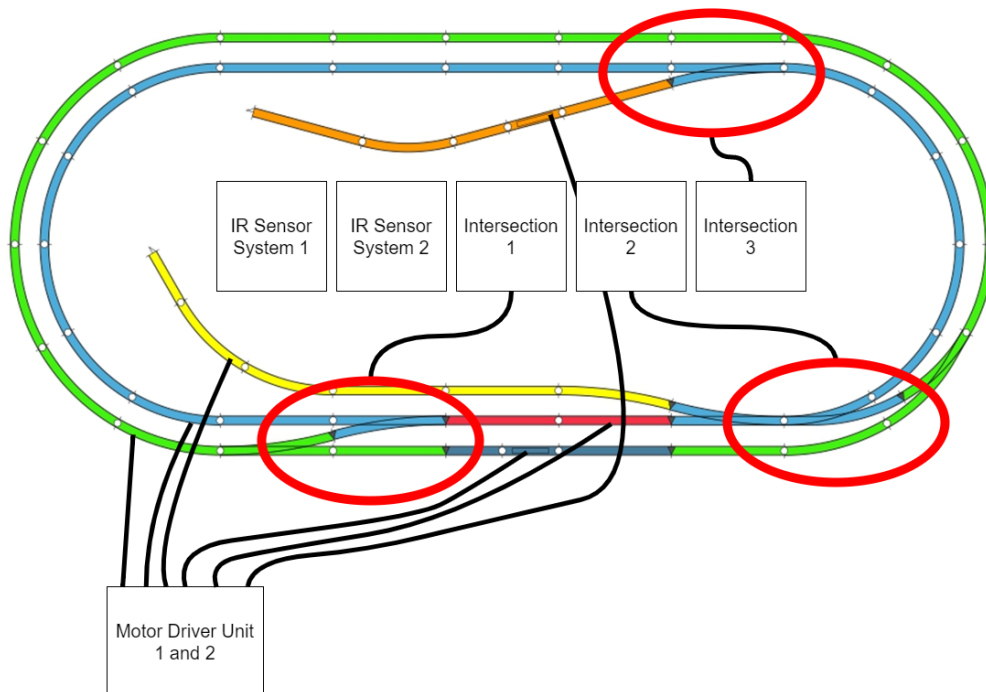 IR Sensor
System 1
IR Sensor
System 2
Intersection
1
Intersection
2
Intersection
3
Motor Driver Unit
1 and 2